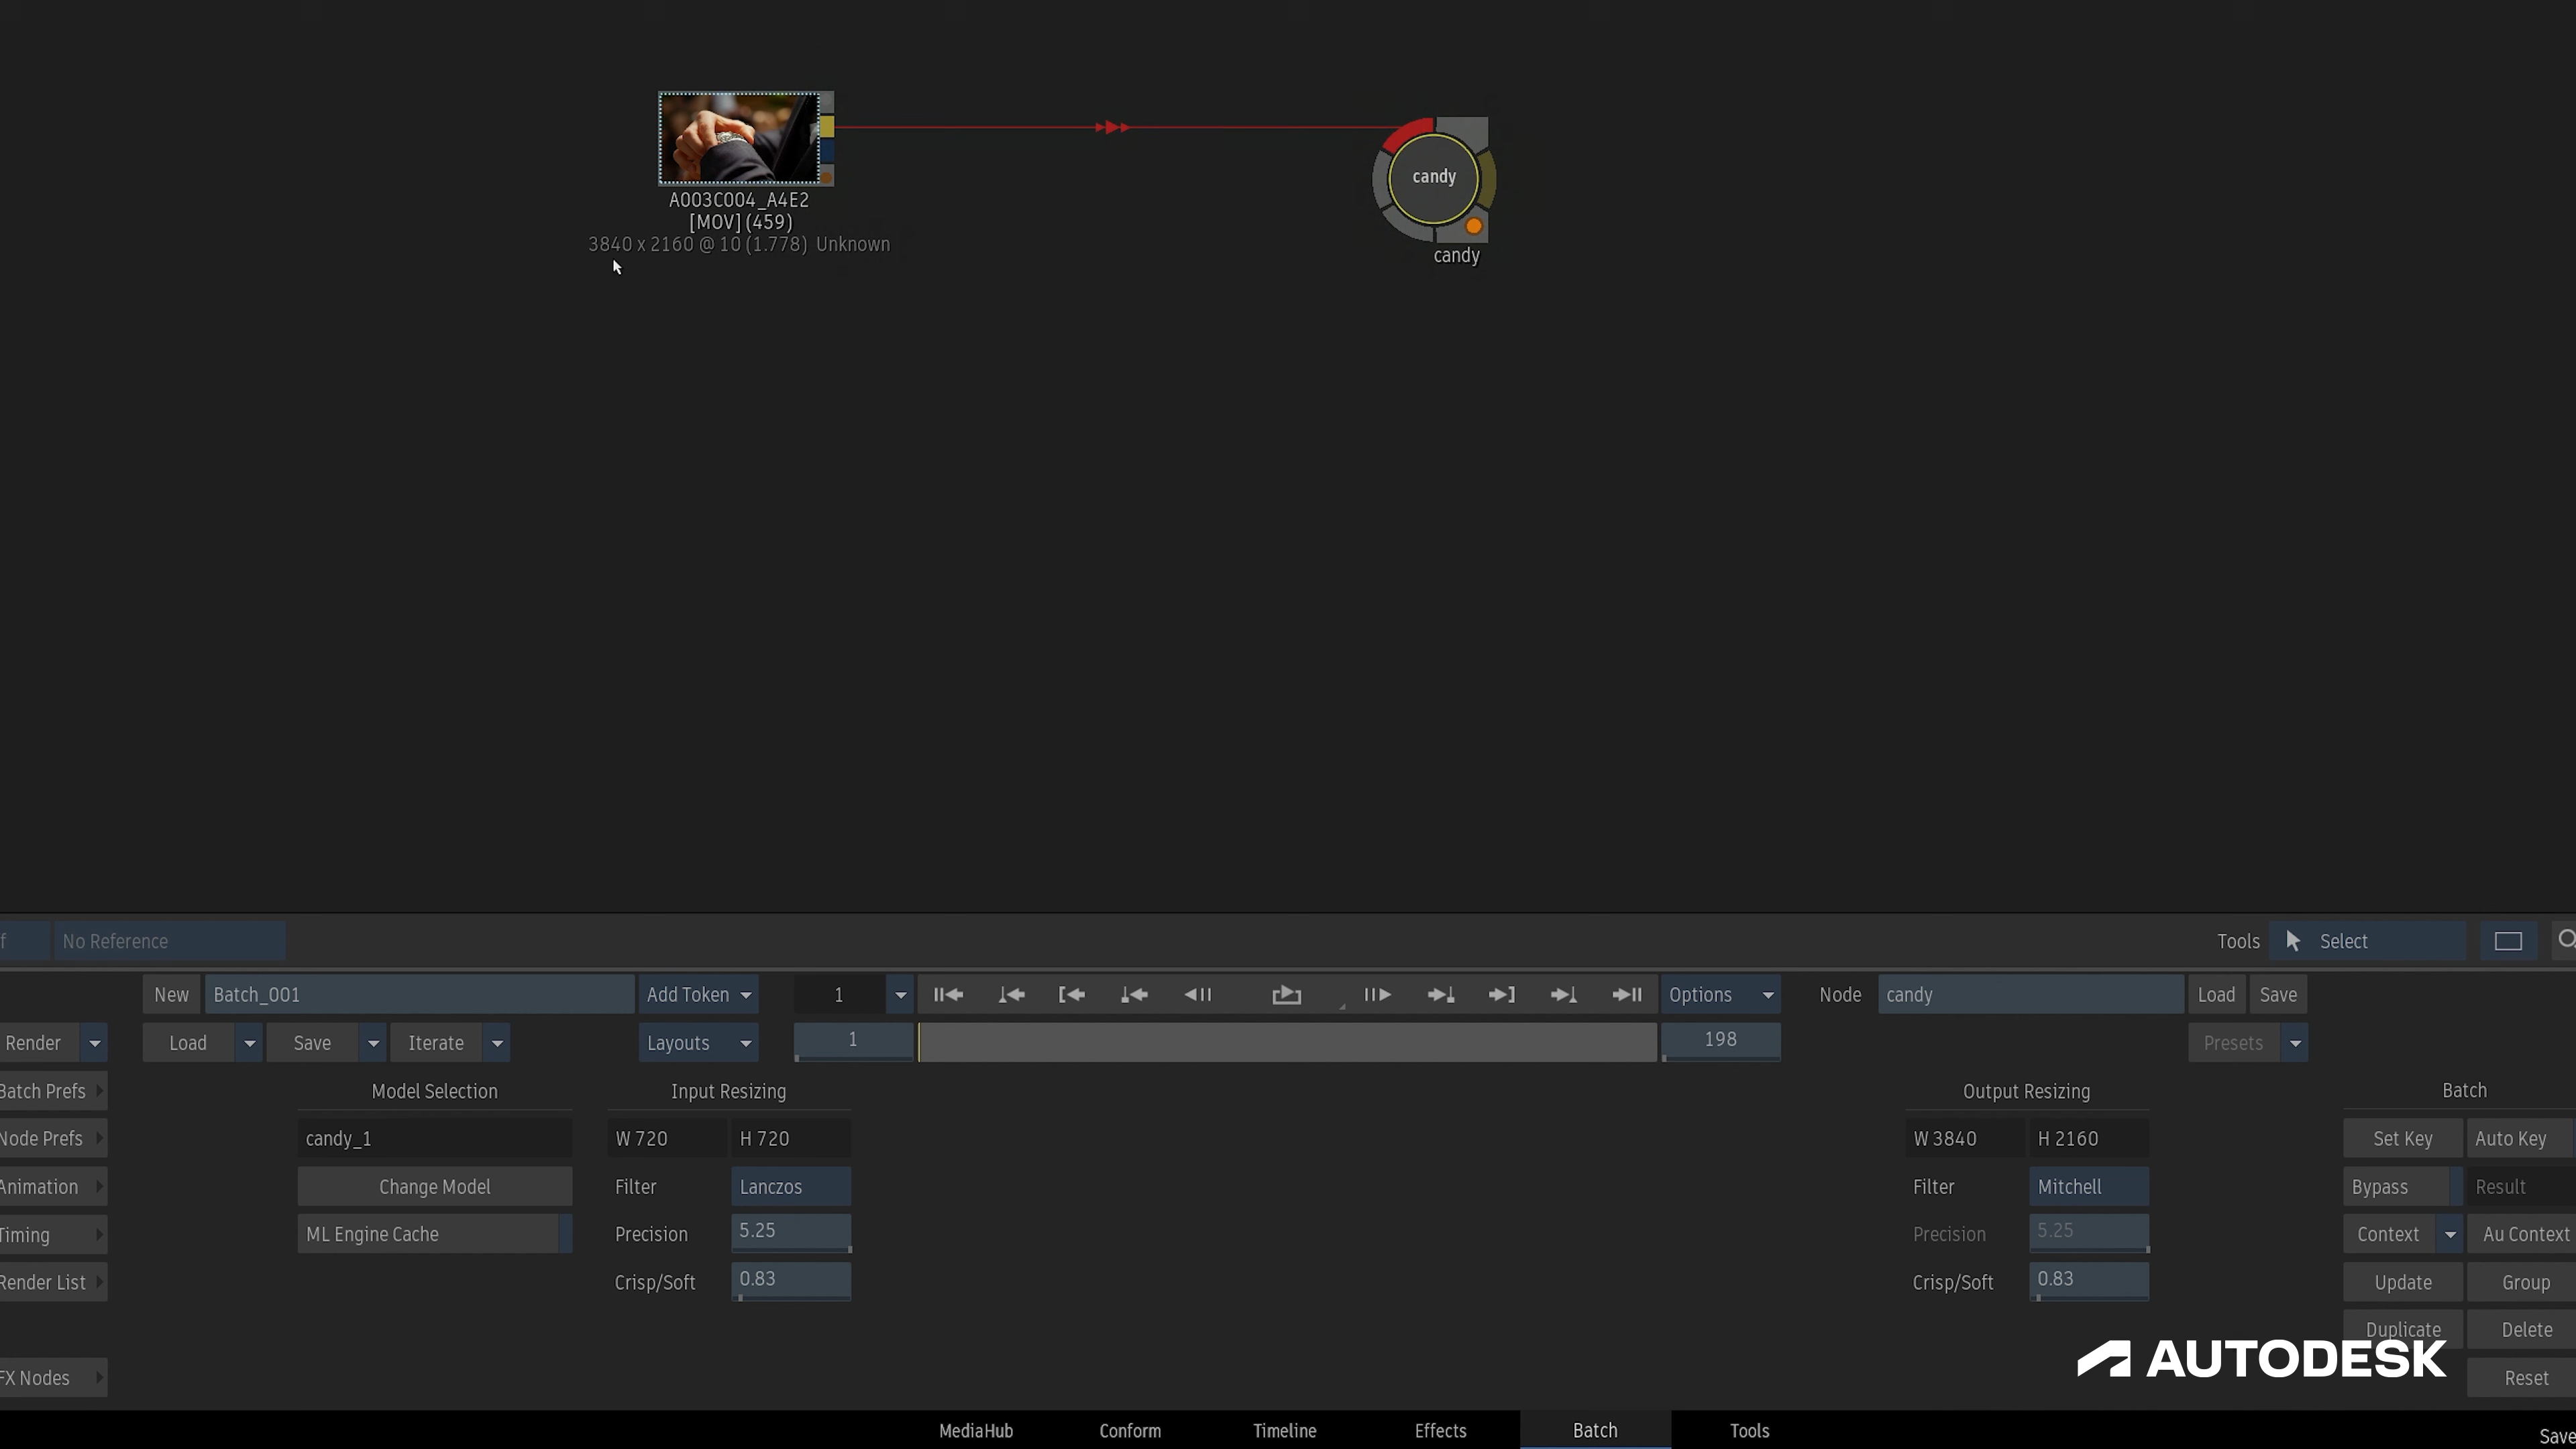 A003C004_A4E2
[MOV] (459)
3840 x 2160 @ 10 (1.778) Unknown
candy
candy
f
No Reference
Tools
Select
New
Batch_001
Add Token
1
Options
Node
candy
Load
Save
Render
Load
Save
Iterate
Layouts
1
198
Presets
Batch Prefs
Model Selection
Input Resizing
Output Resizing
Batch
Node Prefs
candy_1
W 720
H 720
W 3840
H 2160
Set Key
Auto Key
Animation
Change Model
Filter
Lanczos
Filter
Mitchell
Bypass
Result
Timing
ML Engine Cache
Precision
5.25
Precision
5.25
Context
Au Context
Render List
Crisp/Soft
0.83
Crisp/Soft
0.83
Update
Group
Duplicate
Delete
AUTODESK
FX Nodes
Reset
MediaHub
Conform
Timeline
Effects
Batch
Tools
Save